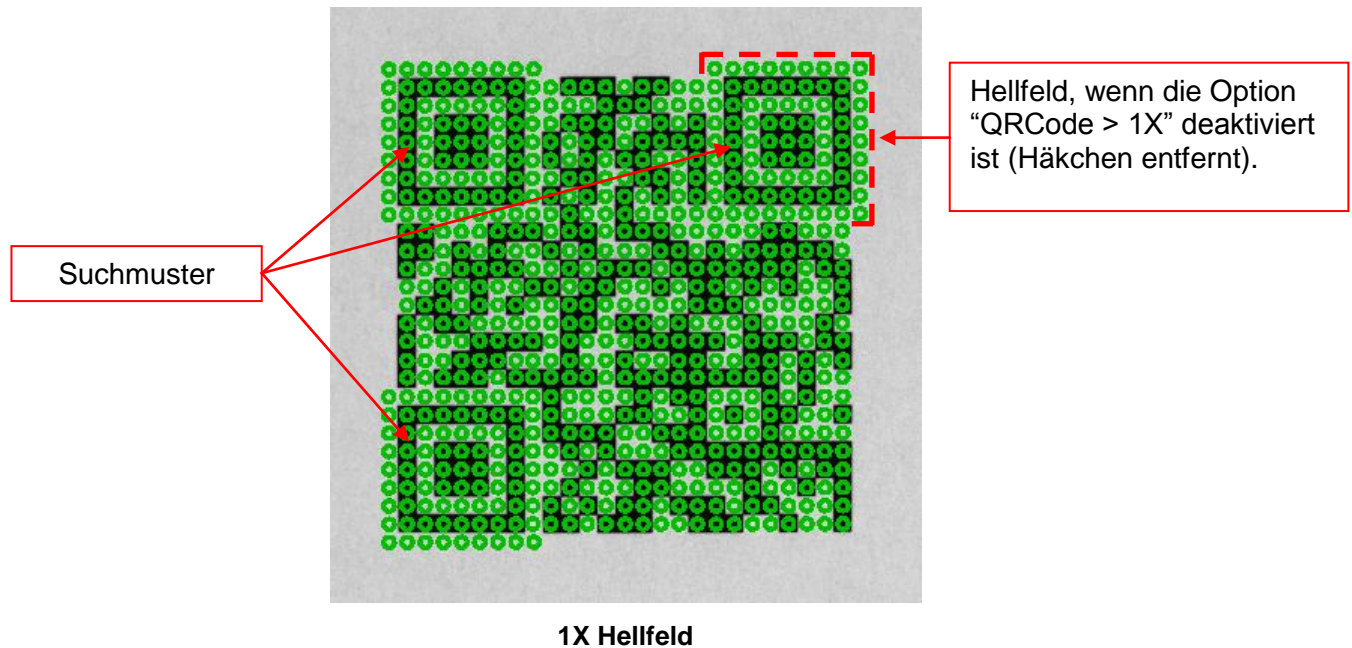 Hellfeld, wenn die Option
“QRCode > 1X” deaktiviert
ist (Häkchen entfernt).
Suchmuster
1X Hellfeld